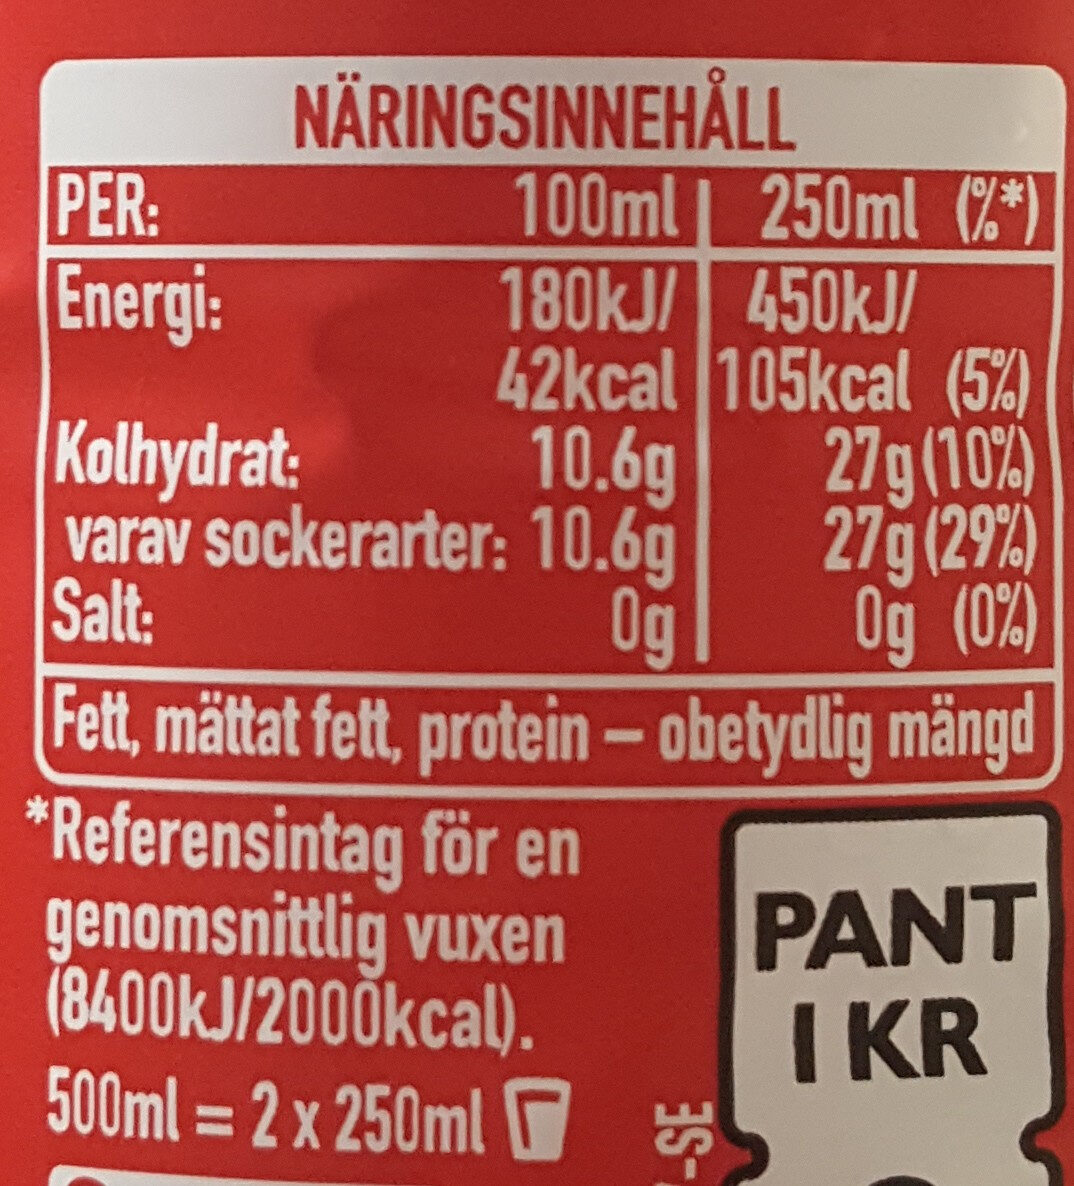 NÄRINGSINNEHÅLL
PER: 100ml 250ml (%*)
Energi: 180kJ/ 450kJ/
42kcal 105kcal (5%)
Kolhydrat: 10.6g 27g (10%)
varav sockerarter: 10.6g 27g (29%)
Salt: 0g 0g (0%)
Fett, mättat fett, protein – obetydlig mängd
*Referensintag för en
genomsnittlig vuxen
(8400kJ/2000kcal).
500ml = 2 x 250ml
PANT
1 KR
-SE